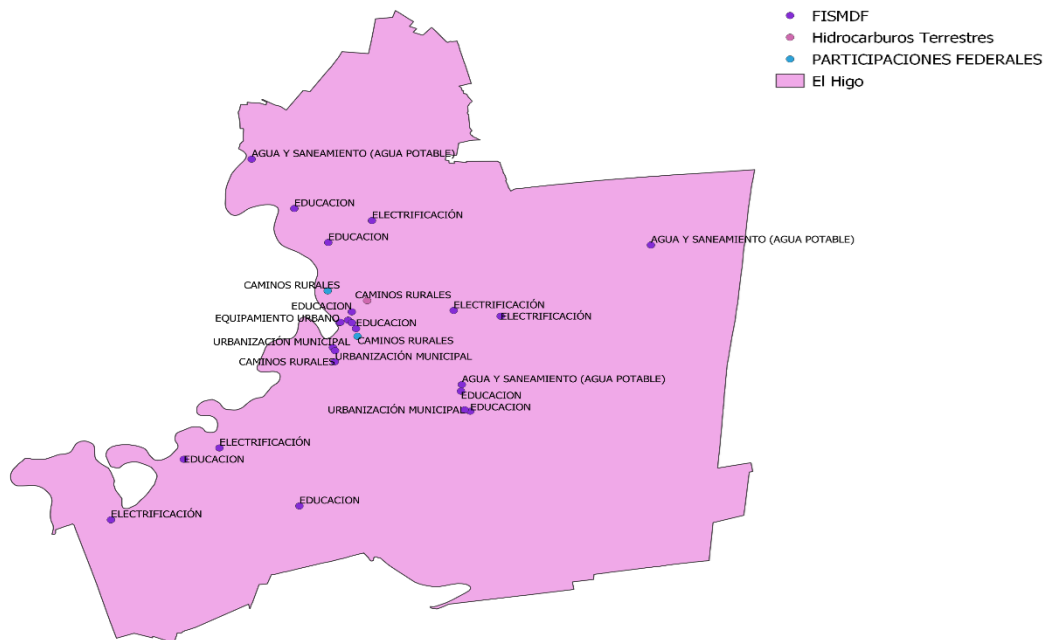 FISMDF
Hidrocarburos Terrestres
PARTICIPACIONES FEDERALES
El Higo
AGUA Y SANEAMIENTO (AGUA POTABLE)
EDUCACION
ELECTRIFICACIÓN
EDUCACION
AGUA Y SANEAMIENTO (AGUA POTABLE)
CAMINOS RURALES
CAMINOS RURALES
EDUCACION
ELECTRIFICACIÓN
EQUIPAMIENTO URBANO
EDUCACION
ELECTRIFICACIÓN
URBANIZACIÓN MUNICIPAL
CAMINOS RURALES
CAMINOS RURALES
URBANIZACIÓN MUNICIPAL
AGUA Y SANEAMIENTO (AGUA POTABLE)
EDUCACION
URBANIZACIÓN MUNICIPAL
EDUCACION
ELECTRIFICACIÓN
EDUCACION
EDUCACION
ELECTRIFICACIÓN